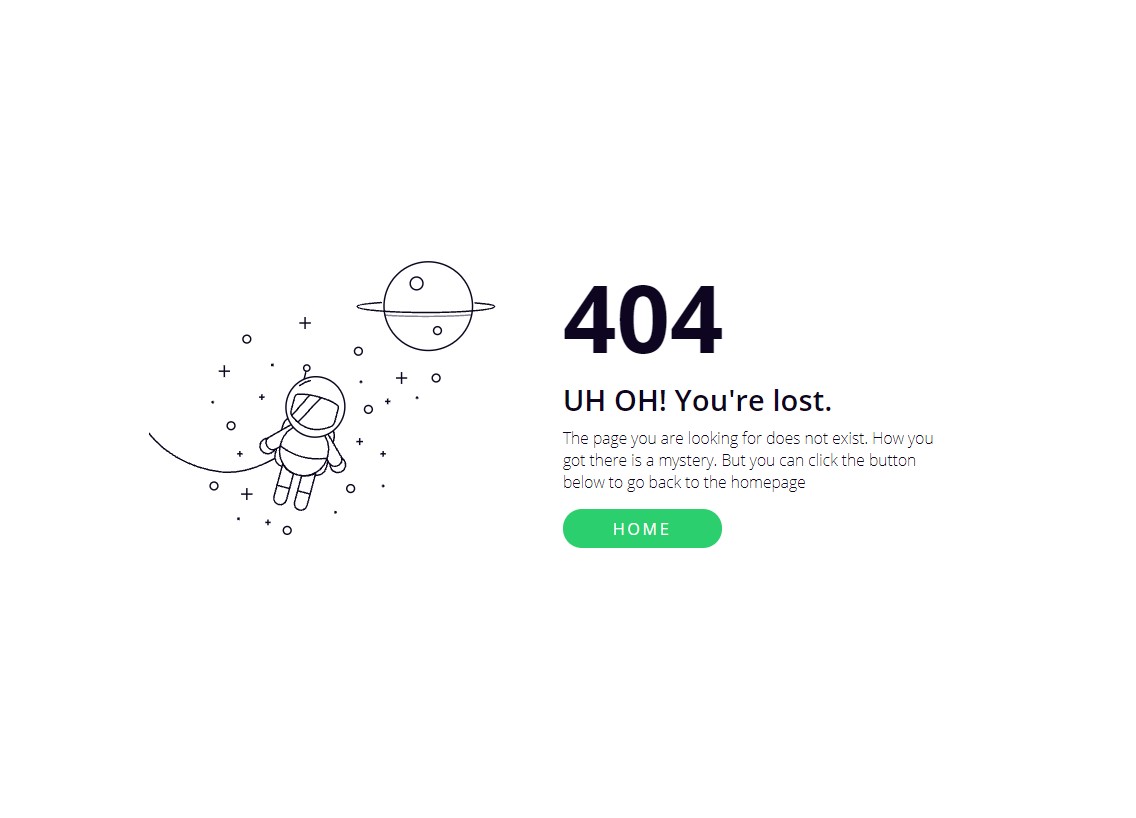 404
UH OH! You're lost.
The page you are looking for does not exist. How you
got there is a mystery. But you can click the button
below to go back to the homepage
HOME